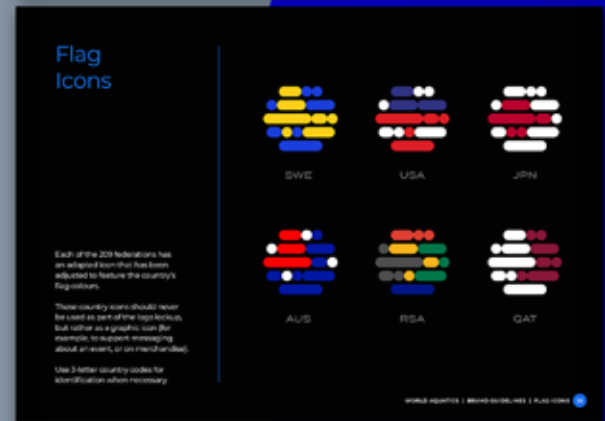 Flag
Icons
SWE
USA
JPN
AUS
RSA
QAT
Each of the 209 federations has
an adapted icon that has been
adjusted to feature the country's
flag colours.
These country icons should never
be used as part of the logo lockup,
but rather as a graphic icon (for
example, to support messaging
about an event, or on merchandise).
Use 3-letter country codes for
identification when necessary
WORLD AQUATICS | BRAND GUIDELINES | FLAG ICONS